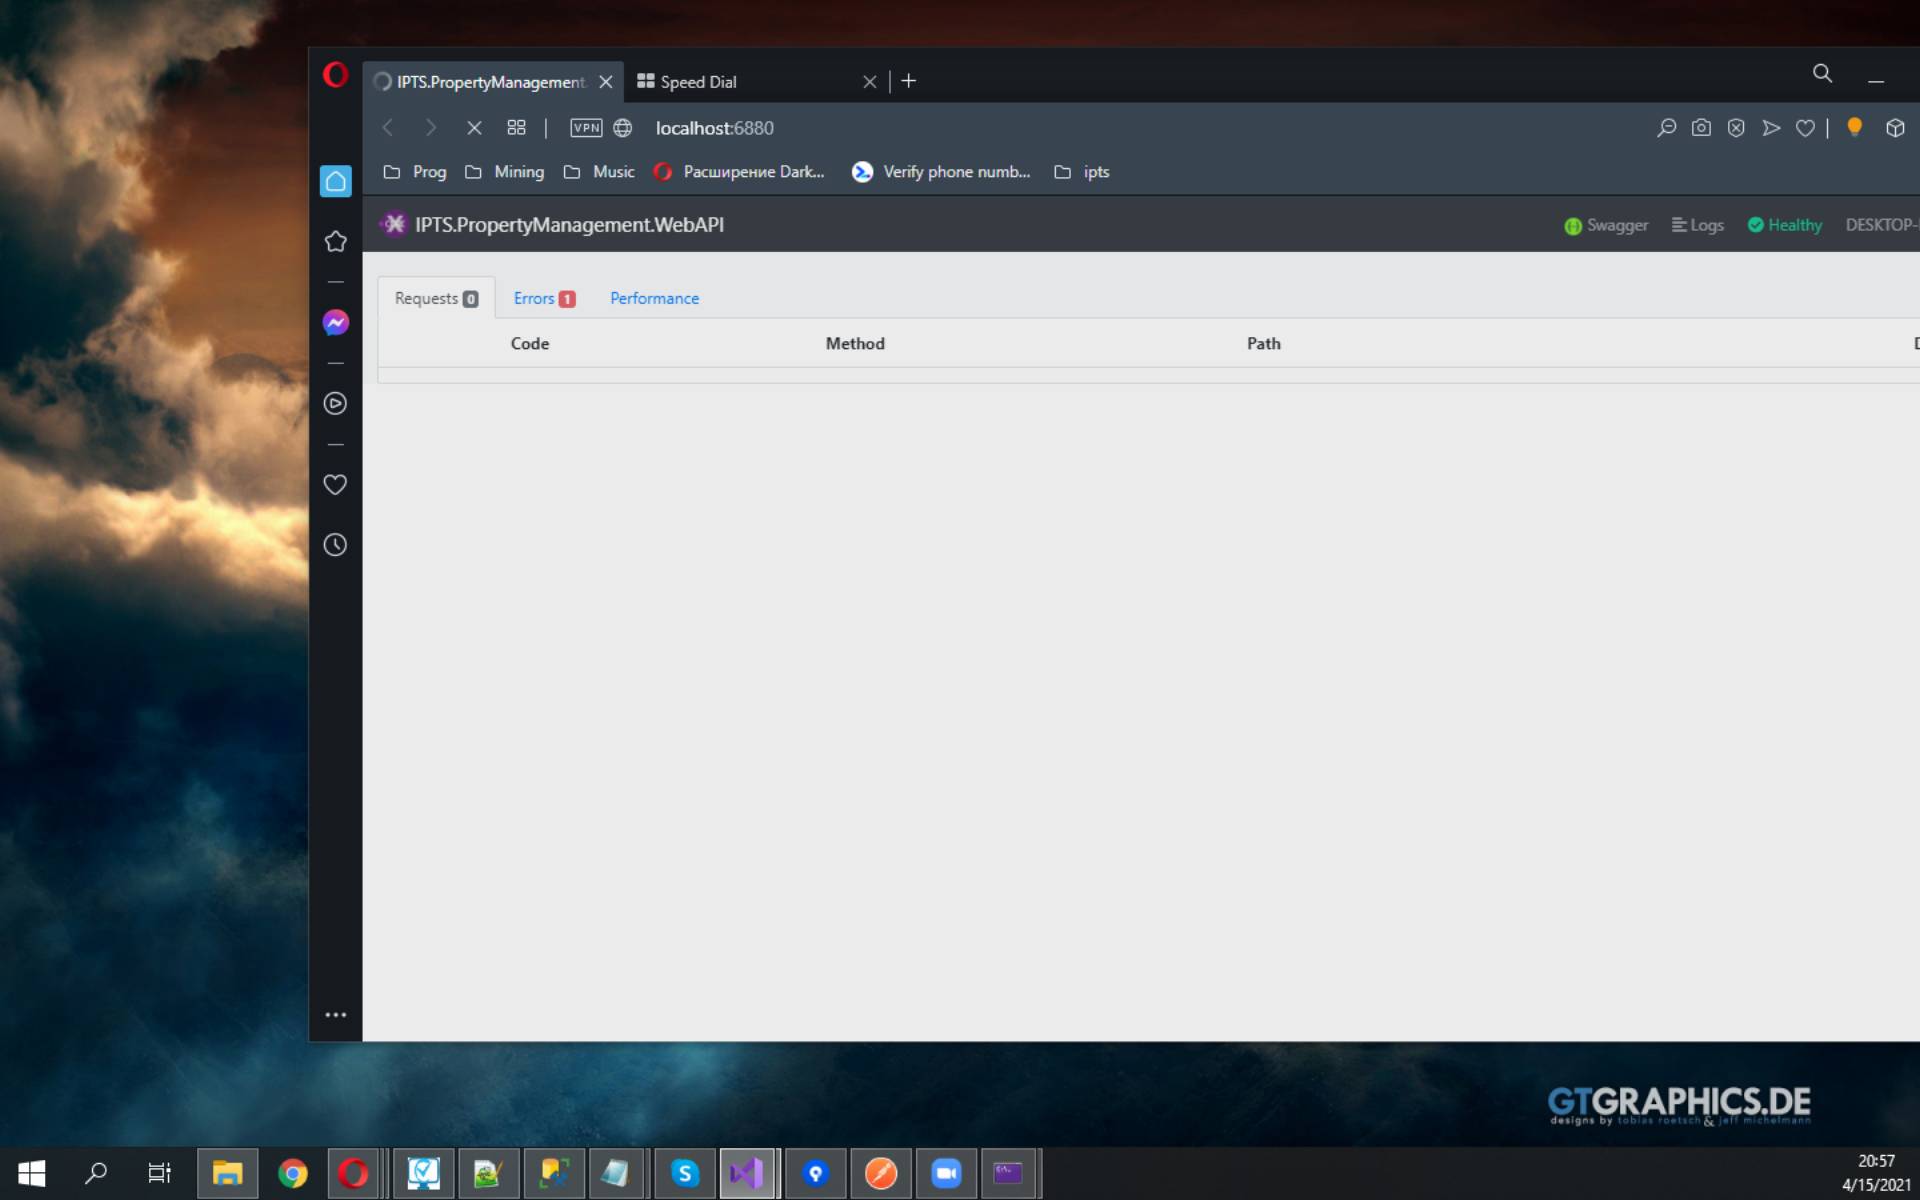 IPTS.PropertyManagement. Speed Dial
VPN localhost:6880
Prog Mining Music Расширение Dark... Verify phone numb... ipts
IPTS.PropertyManagement.WebAPI Swagger Logs Healthy DESKTOP-
Requests 0 Errors 1 Performance
Code Method Path
GTGRAPHICS.DE
designs by tobias roetsch & jeff michelmann
20:57
4/15/2021